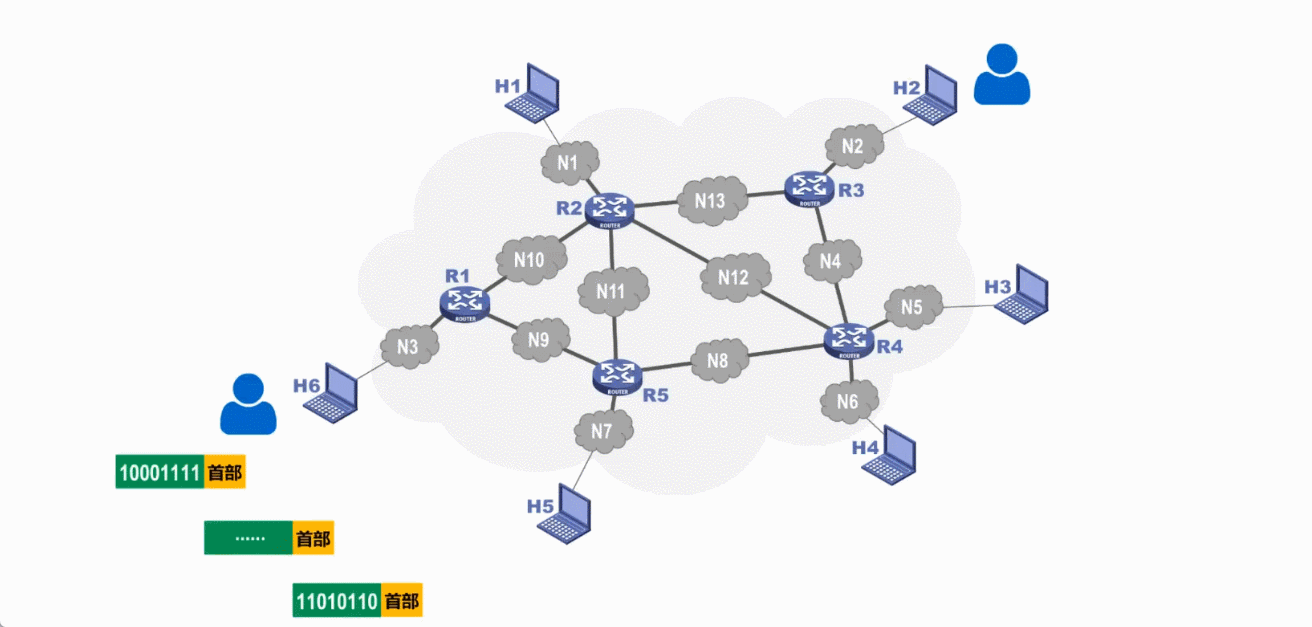 H1
H2
N1
N2
R2
N13
R3
ROUTER
ROUTER
N10
N11
N12
N4
R1
ROUTER
N9
N3
N5
H3
N8
R4
ROUTER
H6
R5
ROUTER
N6
N7
H4
H5
10001111 首部
······ 首部
11010110 首部